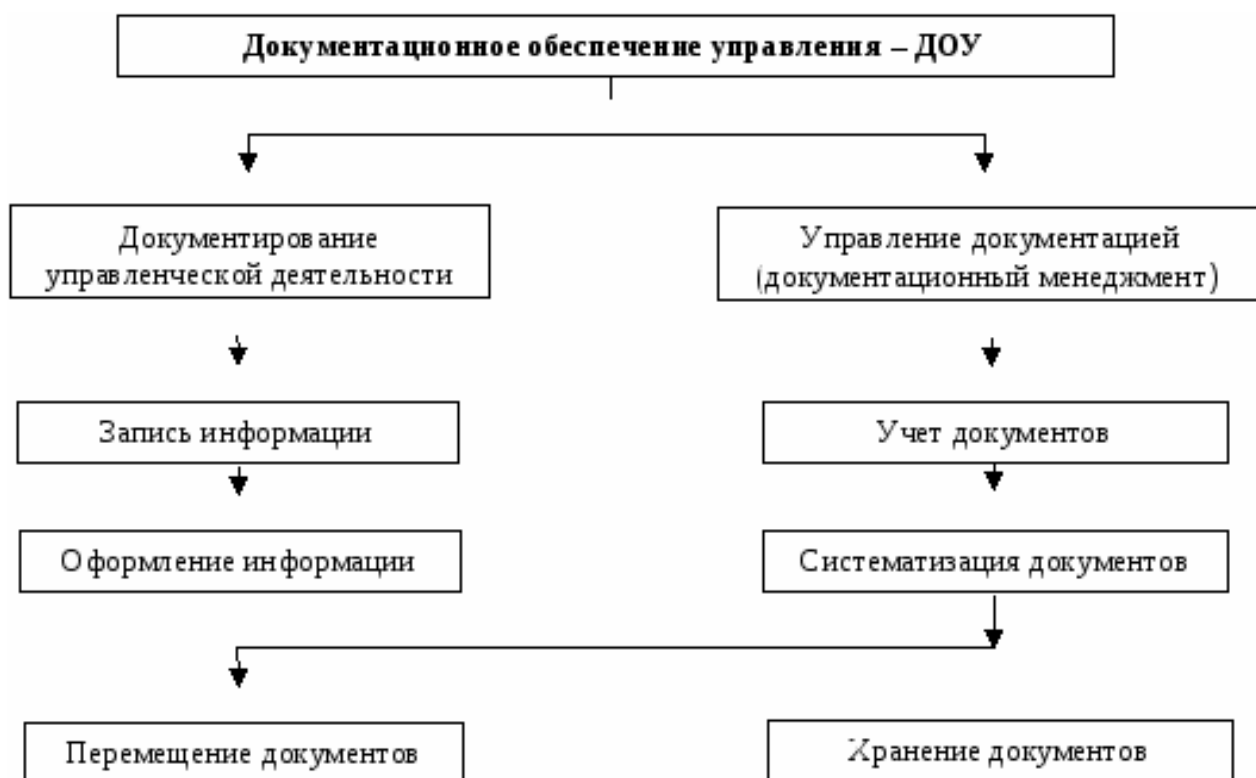 Документационное обеспечение управления – ДОУ
Документирование
управленческой деятельности
Управление документацией
(документационный менеджмент)
Запись информации
Учет документов
Оформление информации
Систематизация документов
Перемещение документов
Хранение документов